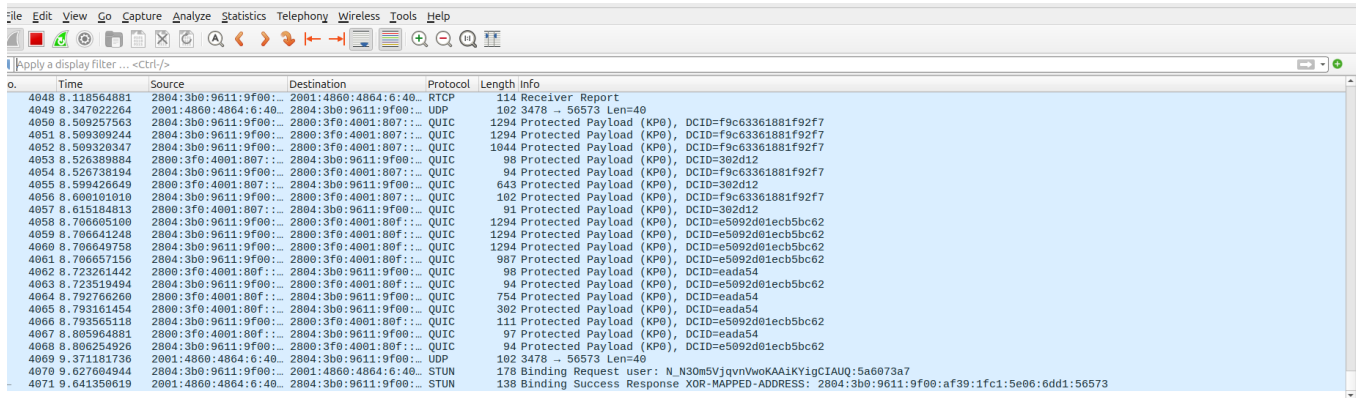 File Edit View Go Capture Analyze Statistics Telephony Wireless Tools Help
Apply a display filter ... <Ctrl-/>
o. Time Source Destination Protocol Length Info
4048 8.118564881 2804:3b0:9611:9f00:… 2001:4860:4864:6:40… RTCP 114 Receiver Report
4049 8.347022264 2001:4860:4864:6:40… 2804:3b0:9611:9f00:… UDP 102 3478 → 56573 Len=40
4050 8.509257563 2804:3b0:9611:9f00:… 2800:3f0:4001:807::… QUIC 1294 Protected Payload (KP0), DCID=f9c63361881f92f7
4051 8.509309244 2804:3b0:9611:9f00:… 2800:3f0:4001:807::… QUIC 1294 Protected Payload (KP0), DCID=f9c63361881f92f7
4052 8.509320347 2804:3b0:9611:9f00:… 2800:3f0:4001:807::… QUIC 1044 Protected Payload (KP0), DCID=f9c63361881f92f7
4053 8.526389884 2800:3f0:4001:807::… 2804:3b0:9611:9f00:… QUIC 98 Protected Payload (KP0), DCID=302d12
4054 8.526738194 2804:3b0:9611:9f00:… 2800:3f0:4001:807::… QUIC 94 Protected Payload (KP0), DCID=f9c63361881f92f7
4055 8.599426649 2800:3f0:4001:807::… 2804:3b0:9611:9f00:… QUIC 643 Protected Payload (KP0), DCID=302d12
4056 8.600101010 2804:3b0:9611:9f00:… 2800:3f0:4001:807::… QUIC 102 Protected Payload (KP0), DCID=f9c63361881f92f7
4057 8.615184813 2800:3f0:4001:807::… 2804:3b0:9611:9f00:… QUIC 91 Protected Payload (KP0), DCID=302d12
4058 8.706605100 2804:3b0:9611:9f00:… 2800:3f0:4001:80f::… QUIC 1294 Protected Payload (KP0), DCID=e5092d01ecb5bc62
4059 8.706641248 2804:3b0:9611:9f00:… 2800:3f0:4001:80f::… QUIC 1294 Protected Payload (KP0), DCID=e5092d01ecb5bc62
4060 8.706649758 2804:3b0:9611:9f00:… 2800:3f0:4001:80f::… QUIC 1294 Protected Payload (KP0), DCID=e5092d01ecb5bc62
4061 8.706657156 2804:3b0:9611:9f00:… 2800:3f0:4001:80f::… QUIC 987 Protected Payload (KP0), DCID=e5092d01ecb5bc62
4062 8.723261442 2800:3f0:4001:80f::… 2804:3b0:9611:9f00:… QUIC 98 Protected Payload (KP0), DCID=eada54
4063 8.723519494 2804:3b0:9611:9f00:… 2800:3f0:4001:80f::… QUIC 94 Protected Payload (KP0), DCID=e5092d01ecb5bc62
4064 8.792766260 2800:3f0:4001:80f::… 2804:3b0:9611:9f00:… QUIC 754 Protected Payload (KP0), DCID=eada54
4065 8.793161454 2800:3f0:4001:80f::… 2804:3b0:9611:9f00:… QUIC 302 Protected Payload (KP0), DCID=eada54
4066 8.793565118 2804:3b0:9611:9f00:… 2800:3f0:4001:80f::… QUIC 111 Protected Payload (KP0), DCID=e5092d01ecb5bc62
4067 8.805964881 2800:3f0:4001:80f::… 2804:3b0:9611:9f00:… QUIC 97 Protected Payload (KP0), DCID=eada54
4068 8.806254926 2804:3b0:9611:9f00:… 2800:3f0:4001:80f::… QUIC 94 Protected Payload (KP0), DCID=e5092d01ecb5bc62
4069 9.371181736 2001:4860:4864:6:40… 2804:3b0:9611:9f00:… UDP 102 3478 → 56573 Len=40
4070 9.627604944 2804:3b0:9611:9f00:… 2001:4860:4864:6:40… STUN 178 Binding Request user: N_N3Om5VjqvnVwoKAAiKYigCIAUQ:5a6073a7
4071 9.641350619 2001:4860:4864:6:40… 2804:3b0:9611:9f00:… STUN 138 Binding Success Response XOR-MAPPED-ADDRESS: 2804:3b0:9611:9f00:af39:1fc1:5e06:6dd1:56573